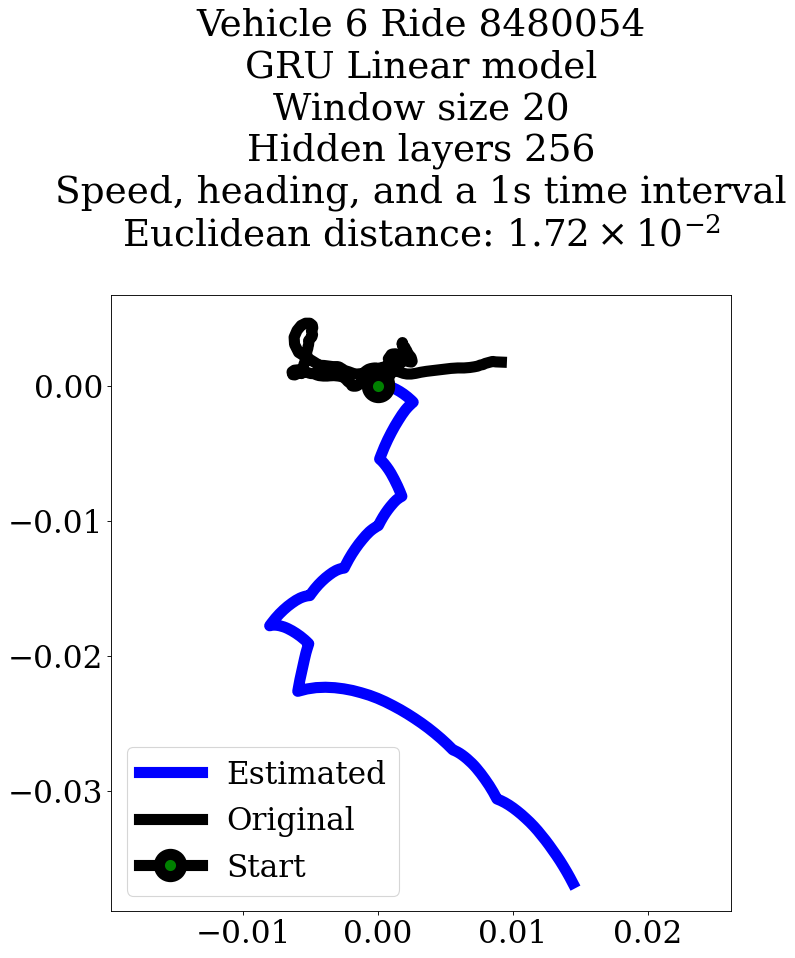 Vehicle 6 Ride 8480054
GRU Linear model
Window size 20
Hidden layers 256
Speed, heading, and a 1s time interval
Euclidean distance: 1.72 × 10⁻²
0.00
−0.01
−0.02
−0.03
Estimated
Original
Start
−0.01
0.00
0.01
0.02